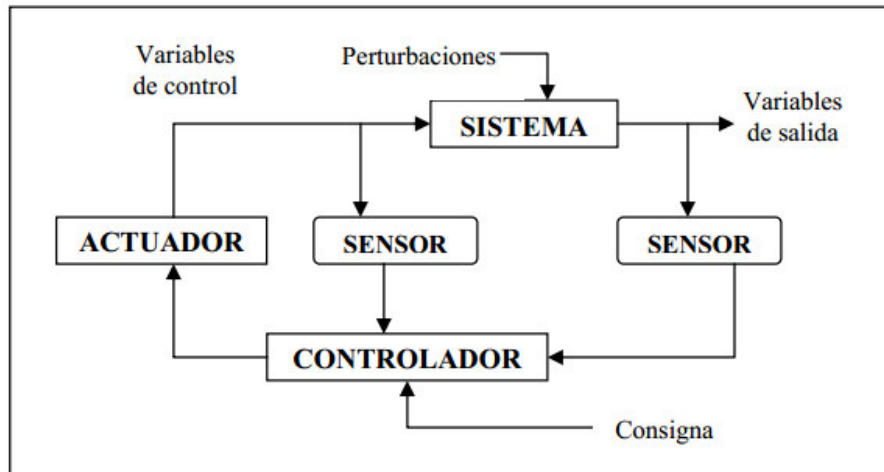 Variables
de control
Perturbaciones
Variables
de salida
SISTEMA
ACTUADOR
SENSOR
SENSOR
CONTROLADOR
Consigna